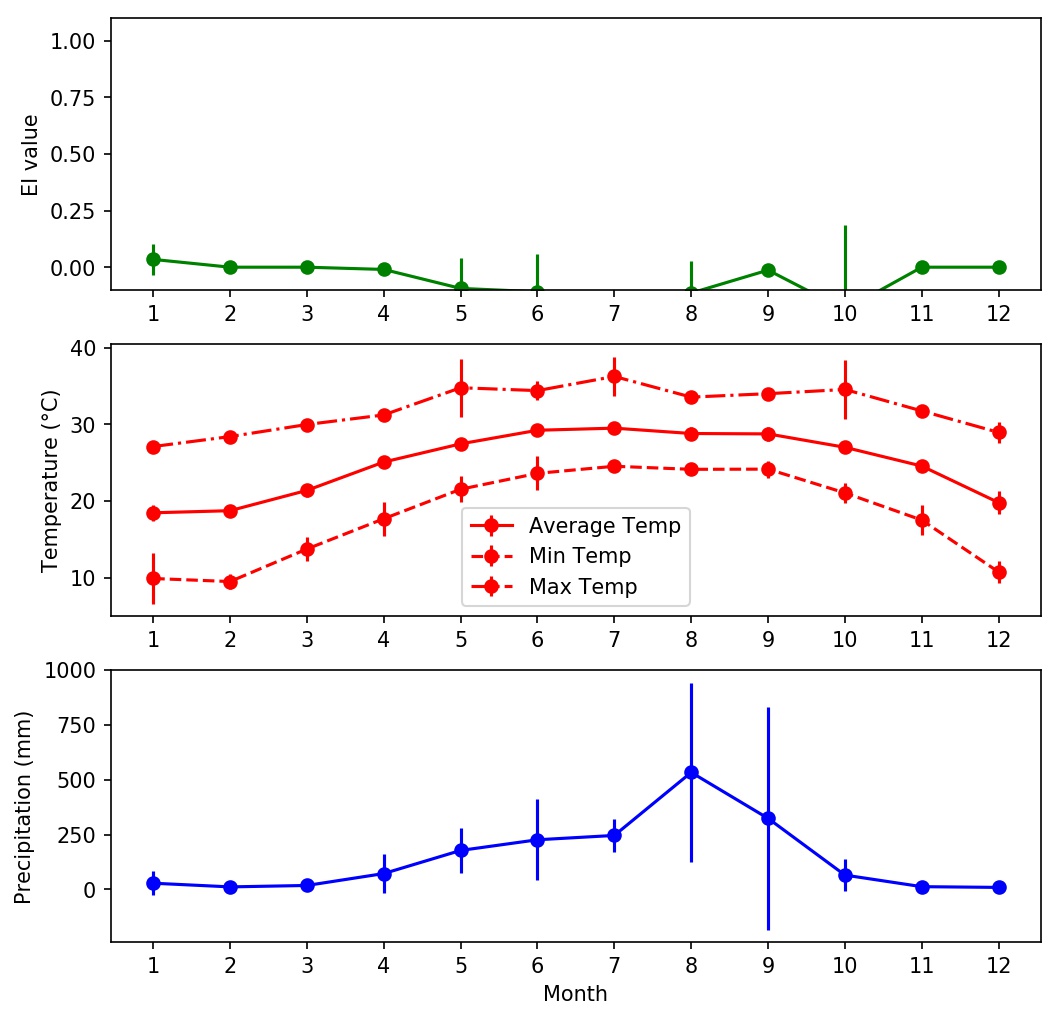 EI value
1.00
0.75
0.50
0.25
0.00
1 2 3 4 5 6 7 8 9 10 11 12
Temperature (°C)
40
30
20
10
Average Temp
Min Temp
Max Temp
1 2 3 4 5 6 7 8 9 10 11 12
Precipitation (mm)
1000
750
500
250
0
1 2 3 4 5 6 7 8 9 10 11 12
Month